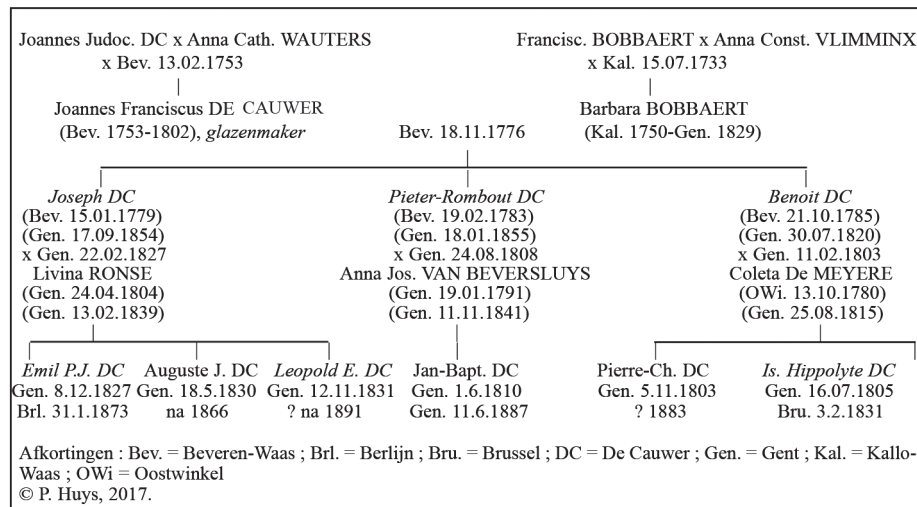 Joannes Judoc. DC x Anna Cath. WAUTERS
x Bev. 13.02.1753
Francisc. BOBBAERT x Anna Const. VLIMMINX
x Kal. 15.07.1733
Joannes Franciscus DE CAUWER
(Bev. 1753-1802), glazenmaker
Bev. 18.11.1776
Barbara BOBBAERT
(Kal. 1750-Gen. 1829)
Joseph DC
(Bev. 15.01.1779)
(Gen. 17.09.1854)
x Gen. 22.02.1827
Livina RONSE
(Gen. 24.04.1804)
(Gen. 13.02.1839)
Pieter-Rombout DC
(Bev. 19.02.1783)
(Gen. 18.01.1855)
x Gen. 24.08.1808
Anna Jos. VAN BEVERSLUYS
(Gen. 19.01.1791)
(Gen. 11.11.1841)
Benoit DC
(Bev. 21.10.1785)
(Gen. 30.07.1820)
x Gen. 11.02.1803
Coleta De MEYERE
(OWi. 13.10.1780)
(Gen. 25.08.1815)
Emil P.J. DC
Gen. 8.12.1827
Brl. 31.1.1873
Auguste J. DC
Gen. 18.5.1830
na 1866
Leopold E. DC
Gen. 12.11.1831
? na 1891
Jan-Bapt. DC
Gen. 1.6.1810
Gen. 11.6.1887
Pierre-Ch. DC
Gen. 5.11.1803
? 1883
Is. Hippolyte DC
Gen. 16.07.1805
Bru. 3.2.1831
Afkortingen : Bev. = Beveren-Waas ; Brl. = Berlijn ; Bru. = Brussel ; DC = De Cauwer ; Gen. = Gent ; Kal. = Kallo-
Waas ; OWi = Oostwinkel
© P. Huys, 2017.